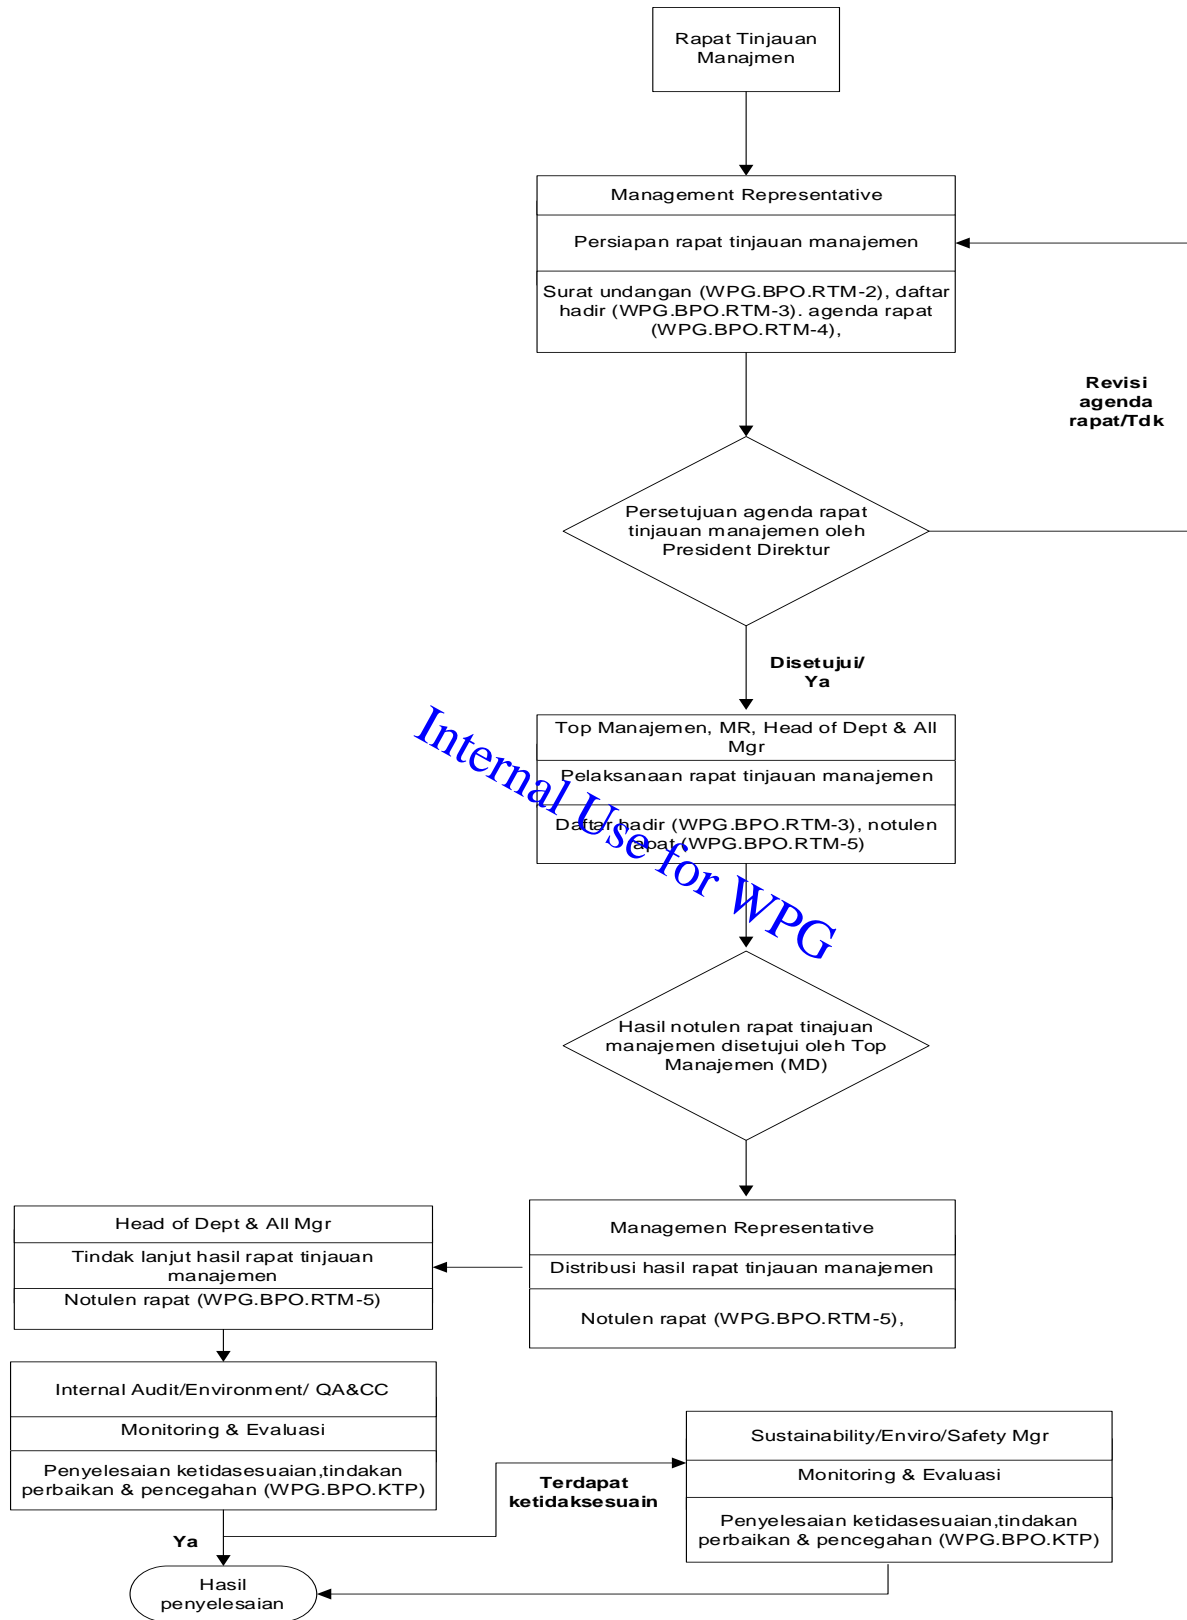 Rapat Tinjauan
Manajmen
Management Representative
Persiapan rapat tinjauan manajemen
Surat undangan (WPG.BPO.RTM-2), daftar
hadir (WPG.BPO.RTM-3). agenda rapat
(WPG.BPO.RTM-4),
Revisi
agenda
rapat/Tdk
Persetujuan agenda rapat
tinjauan manajemen oleh
President Direktur
Disetujui/
Ya
Top Manajemen, MR, Head of Dept & All
Mgr
Pelaksanaan rapat tinjauan manajemen
Daftar hadir (WPG.BPO.RTM-3), notulen
rapat (WPG.BPO.RTM-5)
Internal Use for WPG
Hasil notulen rapat tinajuan
manajemen disetujui oleh Top
Manajemen (MD)
Managemen Representative
Distribusi hasil rapat tinjauan manajemen
Notulen rapat (WPG.BPO.RTM-5),
Head of Dept & All Mgr
Tindak lanjut hasil rapat tinjauan
manajemen
Notulen rapat (WPG.BPO.RTM-5)
Internal Audit/Environment/ QA&CC
Monitoring & Evaluasi
Penyelesaian ketidasesuaian,tindakan
perbaikan & pencegahan (WPG.BPO.KTP)
Terdapat
ketidaksesuain
Sustainability/Enviro/Safety Mgr
Monitoring & Evaluasi
Penyelesaian ketidasesuaian,tindakan
perbaikan & pencegahan (WPG.BPO.KTP)
Ya
Hasil
penyelesaian